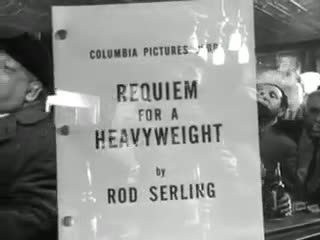 COLUMBIA PICTURES
REQUIEM
FOR A
HEAVYWEIGHT
by
ROD SERLING